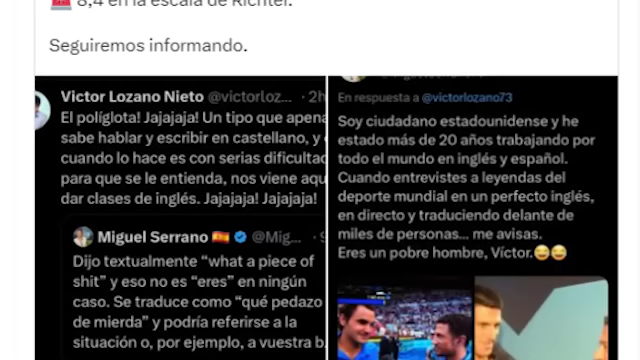 8,4 en la escala de Richter.
Seguiremos informando.
Victor Lozano Nieto @victorloz... · 2h
El políglota! Jajajaja! Un tipo que apena
sabe hablar y escribir en castellano, y
cuando lo hace es con serias dificultad
para que se le entienda, nos viene aqu
dar clases de inglés. Jajajaja! Jajajaja!
Miguel Serrano @Mig...
Dijo textualmente “what a piece of
shit” y eso no es “eres” en ningún
caso. Se traduce como “qué pedazo
de mierda” y podría referirse a la
situación o, por ejemplo, a vuestra b
En respuesta a @victorlozano73
Soy ciudadano estadounidense y he
estado más de 20 años trabajando por
todo el mundo en inglés y español.
Cuando entrevistes a leyendas del
deporte mundial en un perfecto inglés,
en directo y traduciendo delante de
miles de personas... me avisas.
Eres un pobre hombre, Víctor.